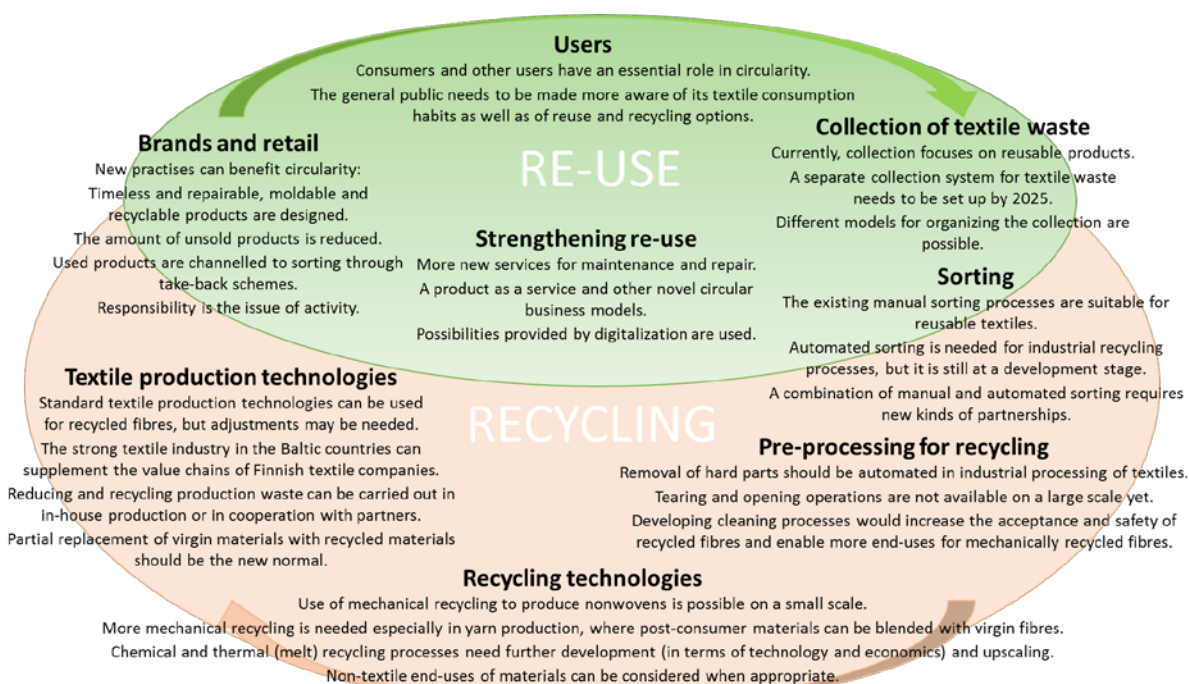 Users
Consumers and other users have an essential role in circularity.
The general public needs to be made more aware of its textile consumption
habits as well as of reuse and recycling options.
Brands and retail
New practises can benefit circularity:
Timeless and repairable, moldable and
recyclable products are designed.
The amount of unsold products is reduced.
Used products are channelled to sorting through
take-back schemes.
Responsibility is the issue of activity.
RE-USE
Strengthening re-use
More new services for maintenance and repair.
A product as a service and other novel circular
business models.
Possibilities provided by digitalization are used.
Collection of textile waste
Currently, collection focuses on reusable products.
A separate collection system for textile waste
needs to be set up by 2025.
Different models for organizing the collection are
possible.
Sorting
The existing manual sorting processes are suitable for
reusable textiles.
Automated sorting is needed for industrial recycling
processes, but it is still at a development stage.
A combination of manual and automated sorting requires
new kinds of partnerships.
Textile production technologies
Standard textile production technologies can be used
for recycled fibres, but adjustments may be needed.
The strong textile industry in the Baltic countries can
supplement the value chains of Finnish textile companies.
Reducing and recycling production waste can be carried out in
in-house production or in cooperation with partners.
Partial replacement of virgin materials with recycled materials
should be the new normal.
RECYCLING
Pre-processing for recycling
Removal of hard parts should be automated in industrial processing of textiles.
Tearing and opening operations are not available on a large scale yet.
Developing cleaning processes would increase the acceptance and safety of
recycled fibres and enable more end-uses for mechanically recycled fibres.
Recycling technologies
Use of mechanical recycling to produce nonwovens is possible on a small scale.
More mechanical recycling is needed especially in yarn production, where post-consumer materials can be blended with virgin fibres.
Chemical and thermal (melt) recycling processes need further development (in terms of technology and economics) and upscaling.
Non-textile end-uses of materials can be considered when appropriate.